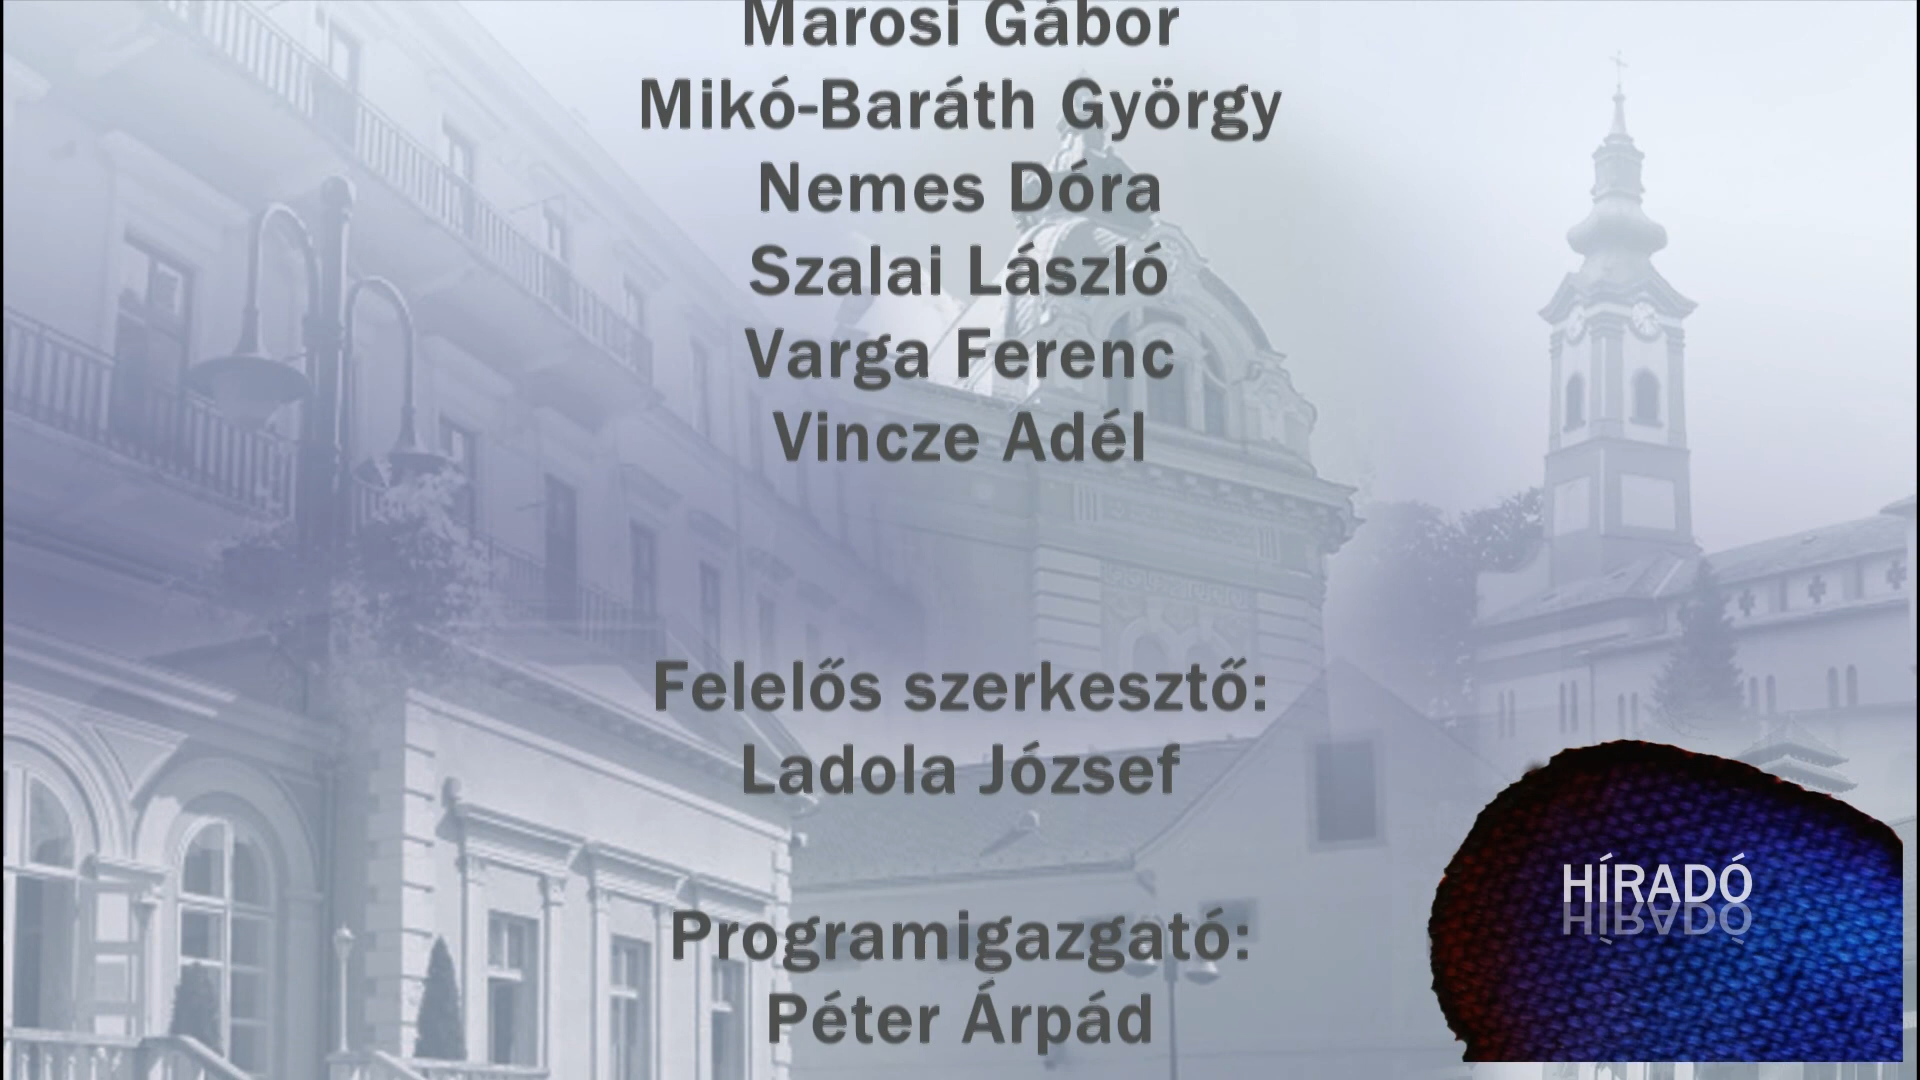 Marosi Gábor
Mikó-Baráth György
Nemes Dóra
Szalai László
Varga Ferenc
Vincze Adél
Felelős szerkesztő:
Ladola József
Programigazgató:
Péter Árpád
HÍRADÓ